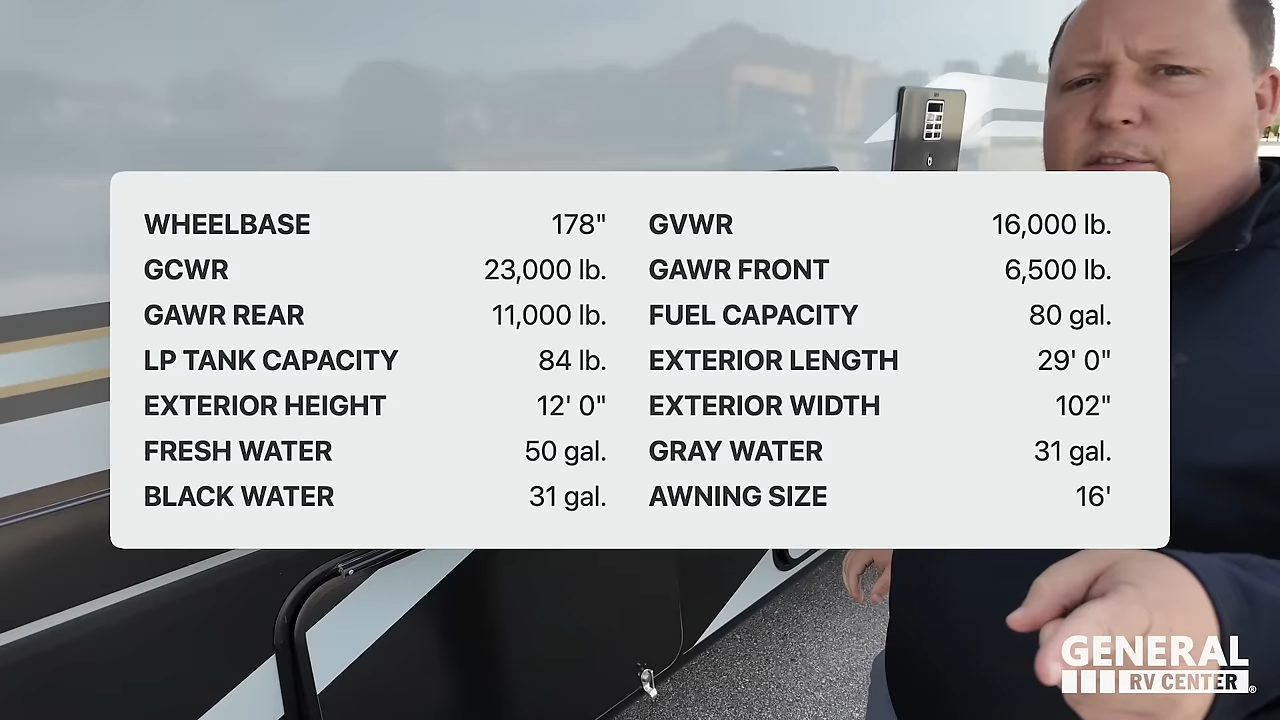 WHEELBASE 178" GVWR 16,000 lb.
GCWR 23,000 lb. GAWR FRONT 6,500 lb.
GAWR REAR 11,000 lb. FUEL CAPACITY 80 gal.
LP TANK CAPACITY 84 lb. EXTERIOR LENGTH 29' 0"
EXTERIOR HEIGHT 12' 0" EXTERIOR WIDTH 102"
FRESH WATER 50 gal. GRAY WATER 31 gal.
BLACK WATER 31 gal. AWNING SIZE 16'
GENERAL
RV CENTER®